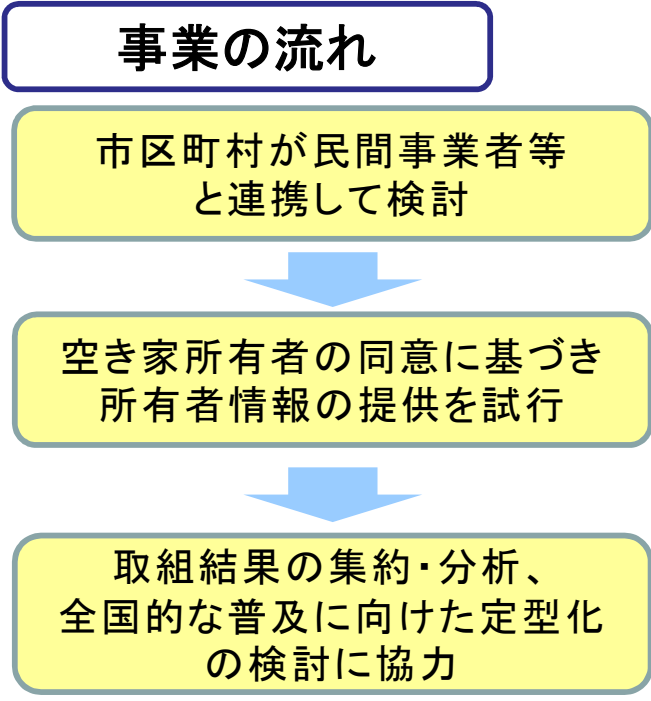 事業の流れ
市区町村が民間事業者等
と連携して検討
空き家所有者の同意に基づき
所有者情報の提供を試行
取組結果の集約・分析、
全国的な普及に向けた定型化
の検討に協力